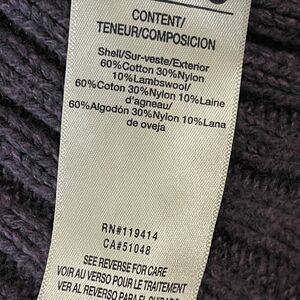 CONTENT/
TENEUR/COMPOSICION
Shell/Sur-veste/Exterior
60%Cotton 30%Nylon
10%Lambswool/
60%Coton 30%Nylon 10%Laine
d'agneau/
60%Algodón 30%Nylon 10%Lana
de oveja
RN#119414
CA#51048
SEE REVERSE FOR CARE
VOIR AU VERSO POUR LE TRAITEMENT
VER AL REVERSO PARA EL CUIDADO